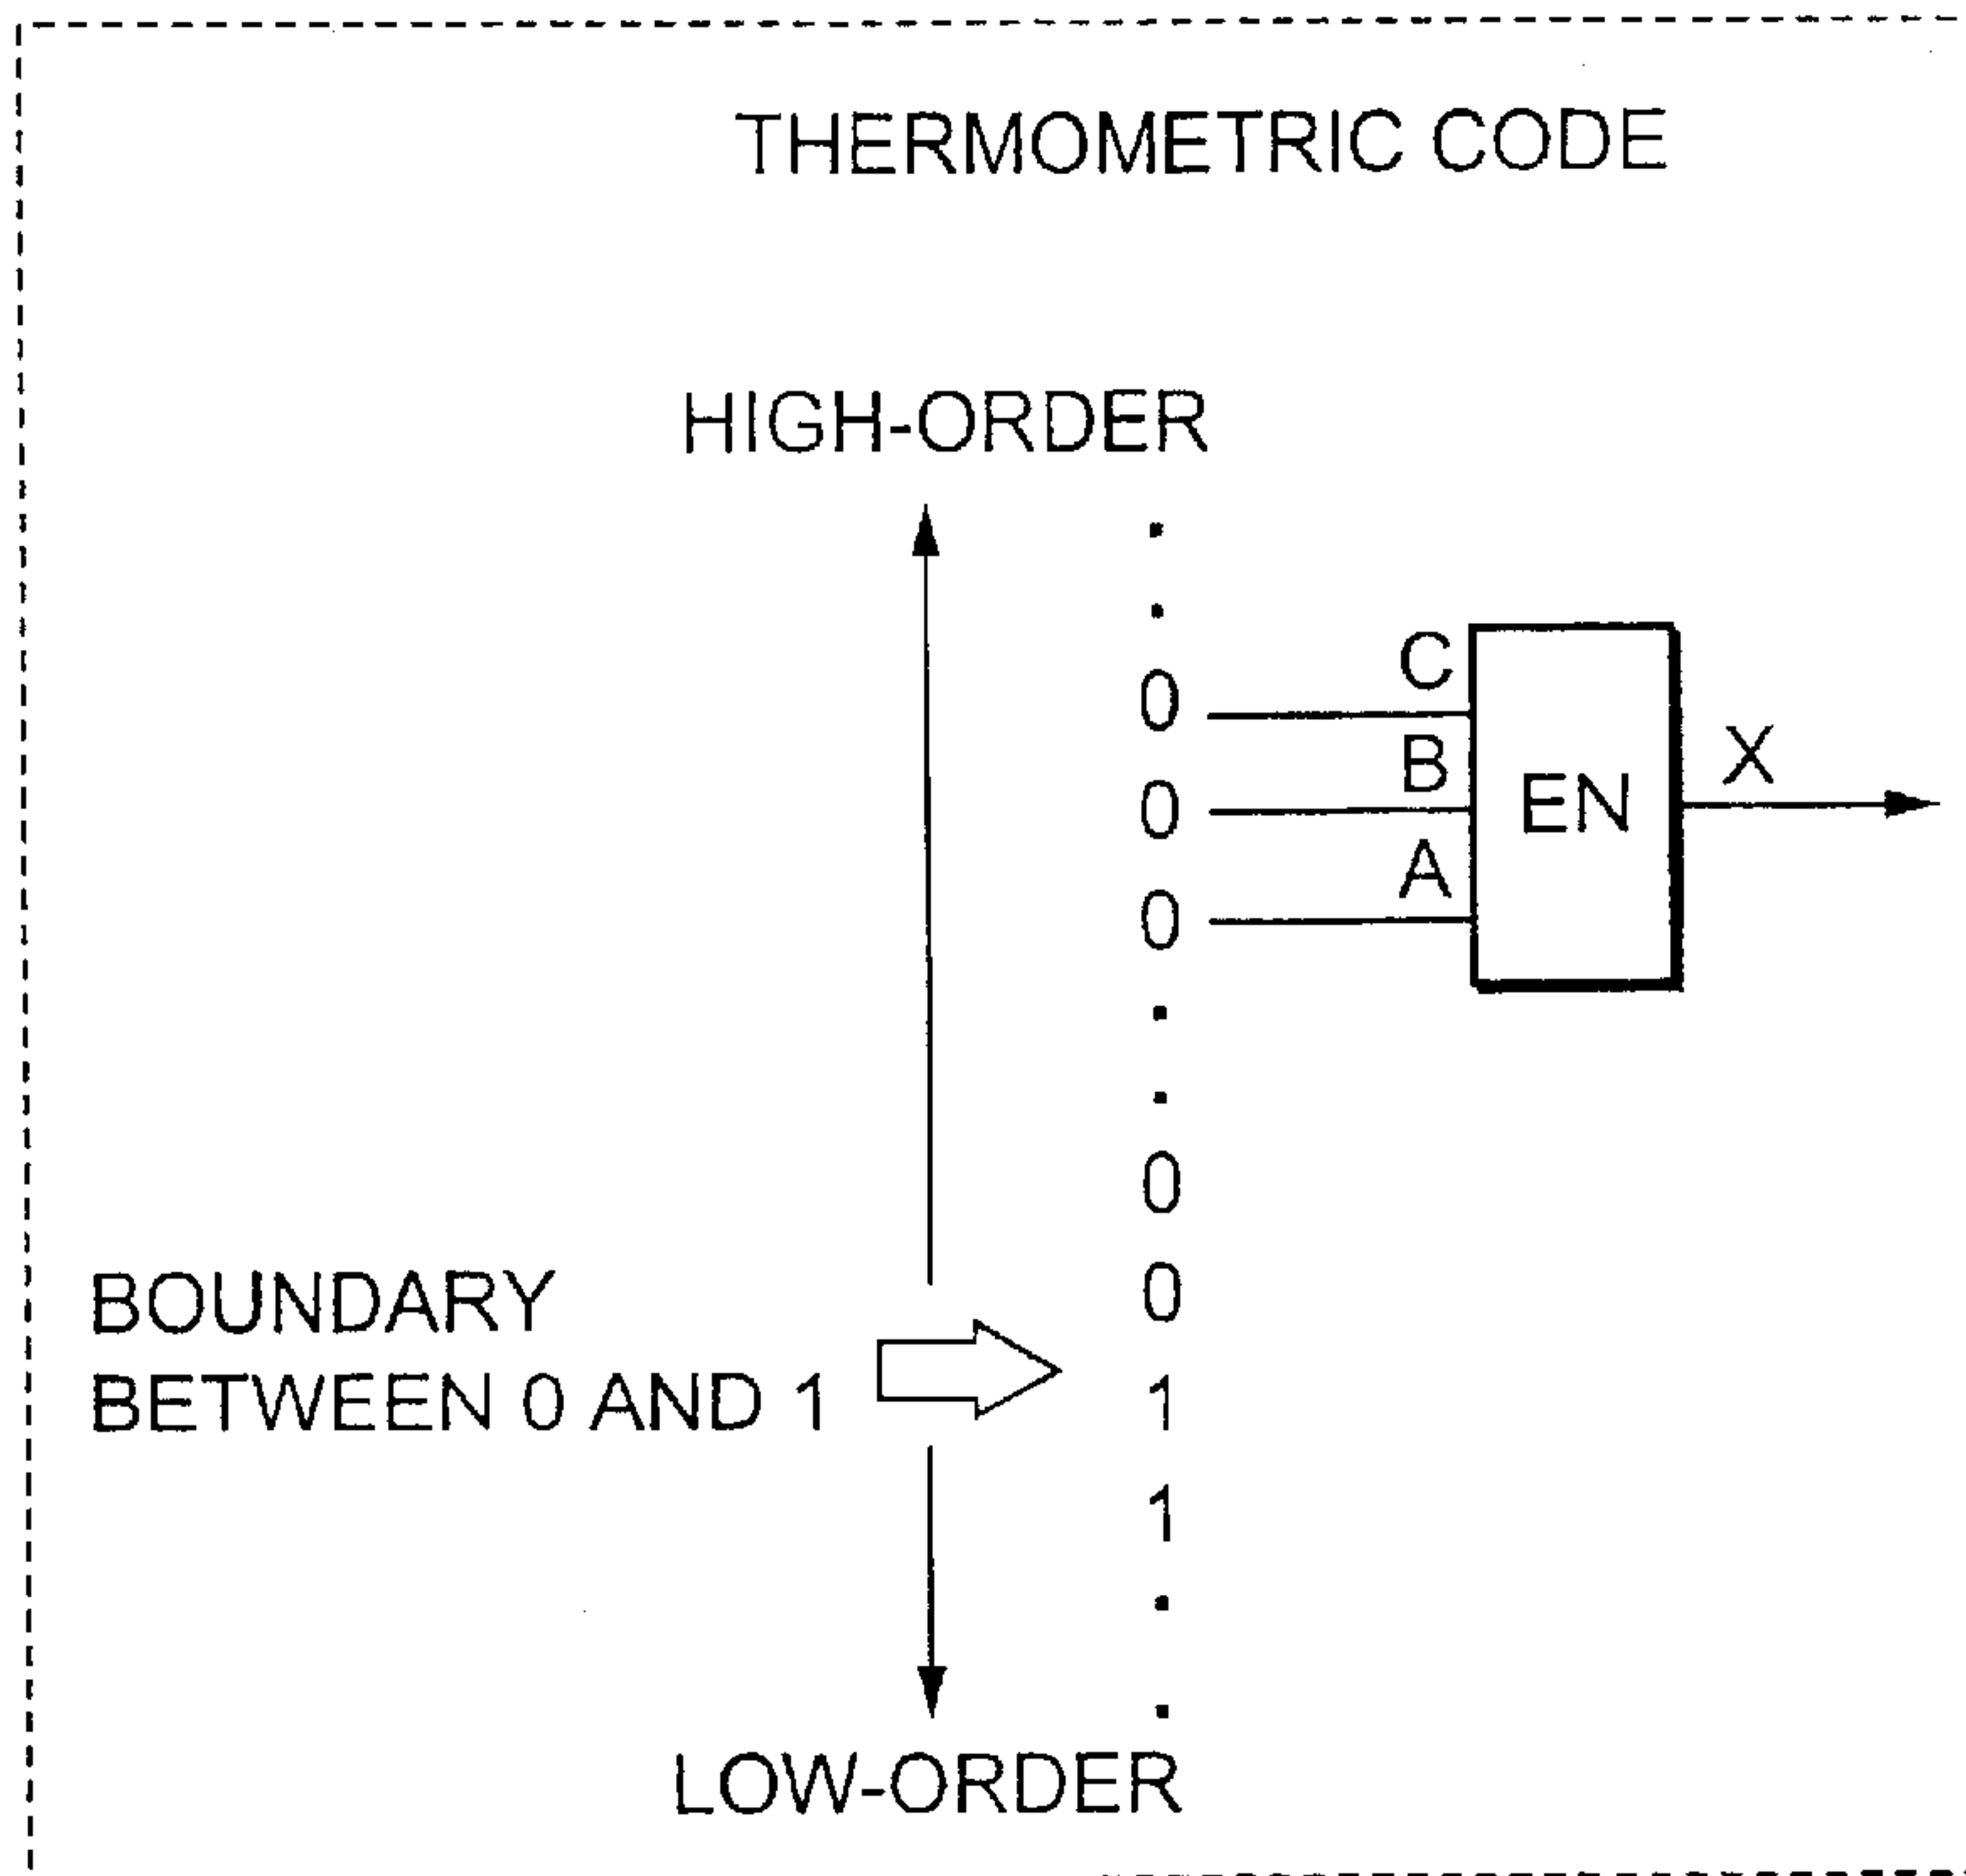 THERMOMETRIC CODE
HIGH-ORDER
.
.
0 C
0 B EN X
0 A
.
.
0
0
BOUNDARY
BETWEEN 0 AND 1
1
1
.
.
LOW-ORDER